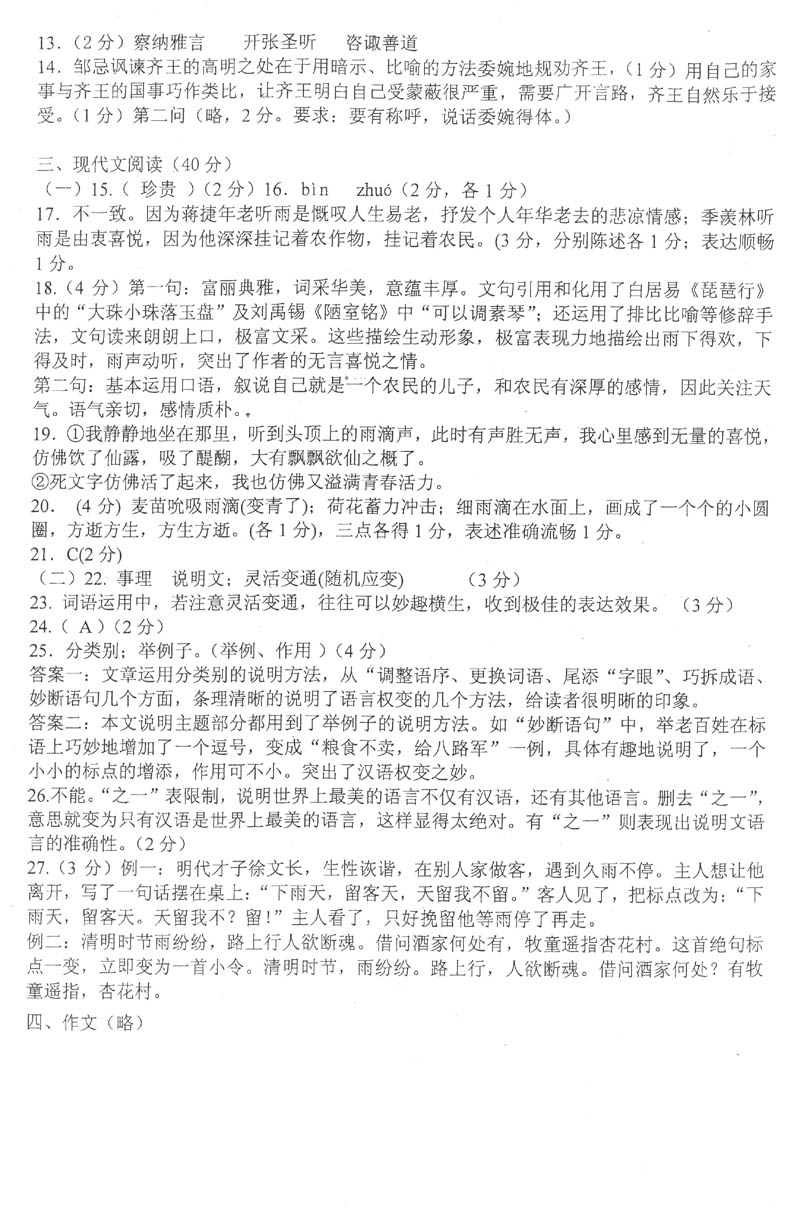 13.（2分）察纳雅言　　开张圣听　　咨诹善道
14. 邹忌讽谏齐王的高明之处在于用暗示、比喻的方法委婉地规劝齐王，（1分）用自己的家
事与齐王的国事巧作类比，让齐王明白自己受蒙蔽很严重，需要广开言路，齐王自然乐于接
受。（1分）第二问（略，2分。要求：要有称呼，说话委婉得体。）
三、现代文阅读（40分）
（一）15.（ 珍贵 ）（2分）16. bìn　zhuó（2分，各1分）
17. 不一致。因为蒋捷年老听雨是慨叹人生易老，抒发个人年华老去的悲凉情感；季羡林听
雨是由衷喜悦，因为他深深挂记着农作物，挂记着农民。(3分，分别陈述各1分；表达顺畅
1分。
18.（4分）第一句：富丽典雅，词采华美，意蕴丰厚。文句引用和化用了白居易《琵琶行》
中的“大珠小珠落玉盘”及刘禹锡《陋室铭》中“可以调素琴”；还运用了排比比喻等修辞手
法，文句读来朗朗上口，极富文采。这些描绘生动形象，极富表现力地描绘出雨下得欢，下
得及时，雨声动听，突出了作者的无言喜悦之情。
第二句：基本运用口语，叙说自己就是一个农民的儿子，和农民有深厚的感情，因此关注天
气。语气亲切，感情质朴。
19. ①我静静地坐在那里，听到头顶上的雨滴声，此时有声胜无声，我心里感到无量的喜悦，
仿佛饮了仙露，吸了醍醐，大有飘飘欲仙之概了。
②死文字仿佛活了起来，我也仿佛又溢满青春活力。
20. (4分) 麦苗吮吸雨滴(变青了)；荷花蓄力冲击；细雨滴在水面上，画成了一个个的小圆
圈，方逝方生，方生方逝。(各1分)，三点各得1分，表述准确流畅1分。
21. C(2分)
（二）22. 事理　说明文；灵活变通(随机应变)　　　（3分）
23. 词语运用中，若注意灵活变通，往往可以妙趣横生，收到极佳的表达效果。（3分）
24.（ A ）（2分）
25. 分类别；举例子。（举例、作用 ）（4分）
答案一：文章运用分类别的说明方法，从“调整语序、更换词语、尾添“字眼”、巧拆成语、
妙断语句几个方面，条理清晰的说明了语言权变的几个方法，给读者很明晰的印象。
答案二：本文说明主题部分都用到了举例子的说明方法。如“妙断语句”中，举老百姓在标
语上巧妙地增加了一个逗号，变成“粮食不卖，给八路军”一例，具体有趣地说明了，一个
小小的标点的增添，作用可不小。突出了汉语权变之妙。
26.不能。“之一”表限制，说明世界上最美的语言不仅有汉语，还有其他语言。删去“之一”，
意思就变为只有汉语是世界上最美的语言，这样显得太绝对。有“之一”则表现出说明文语
言的准确性。（2分）
27.（3分）例一：明代才子徐文长，生性诙谐，在别人家做客，遇到久雨不停。主人想让他
离开，写了一句话摆在桌上：“下雨天，留客天，天留我不留。”客人见了，把标点改为：“下
雨天，留客天。天留我不？留！”主人看了，只好挽留他等雨停了再走。
例二：清明时节雨纷纷，路上行人欲断魂。借问酒家何处有，牧童遥指杏花村。这首绝句标
点一变，立即变为一首小令。清明时节，雨纷纷。路上行，人欲断魂。借问酒家何处？有牧
童遥指，杏花村。
四、作文（略）